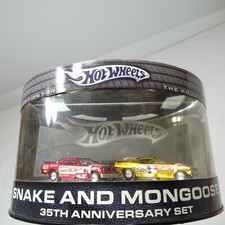 HOT WHEELS
HOT WHEELS
SNAKE AND MONGOOSE
35TH ANNIVERSARY SET